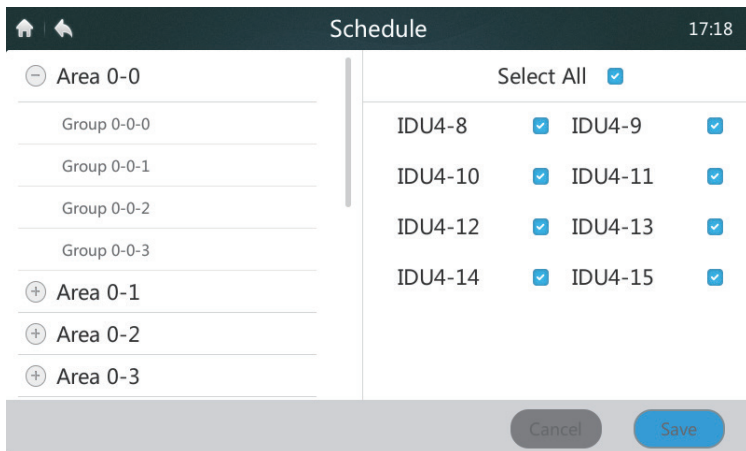 Schedule
17:18
Area 0-0
Group 0-0-0
Group 0-0-1
Group 0-0-2
Group 0-0-3
Area 0-1
Area 0-2
Area 0-3
Select All
IDU4-8 IDU4-9
IDU4-10 IDU4-11
IDU4-12 IDU4-13
IDU4-14 IDU4-15
Cancel Save